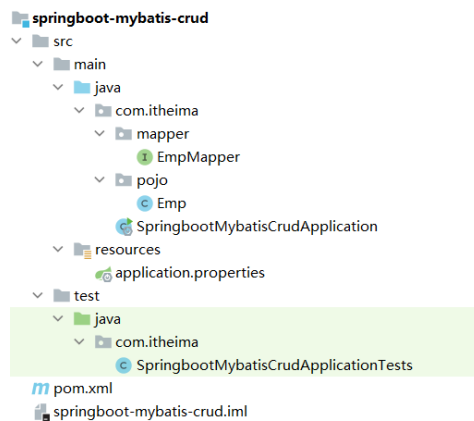 springboot-mybatis-crud
src
main
java
com.itheima
mapper
I EmpMapper
pojo
C Emp
SpringbootMybatisCrudApplication
resources
application.properties
test
java
com.itheima
C SpringbootMybatisCrudApplicationTests
m pom.xml
springboot-mybatis-crud.iml